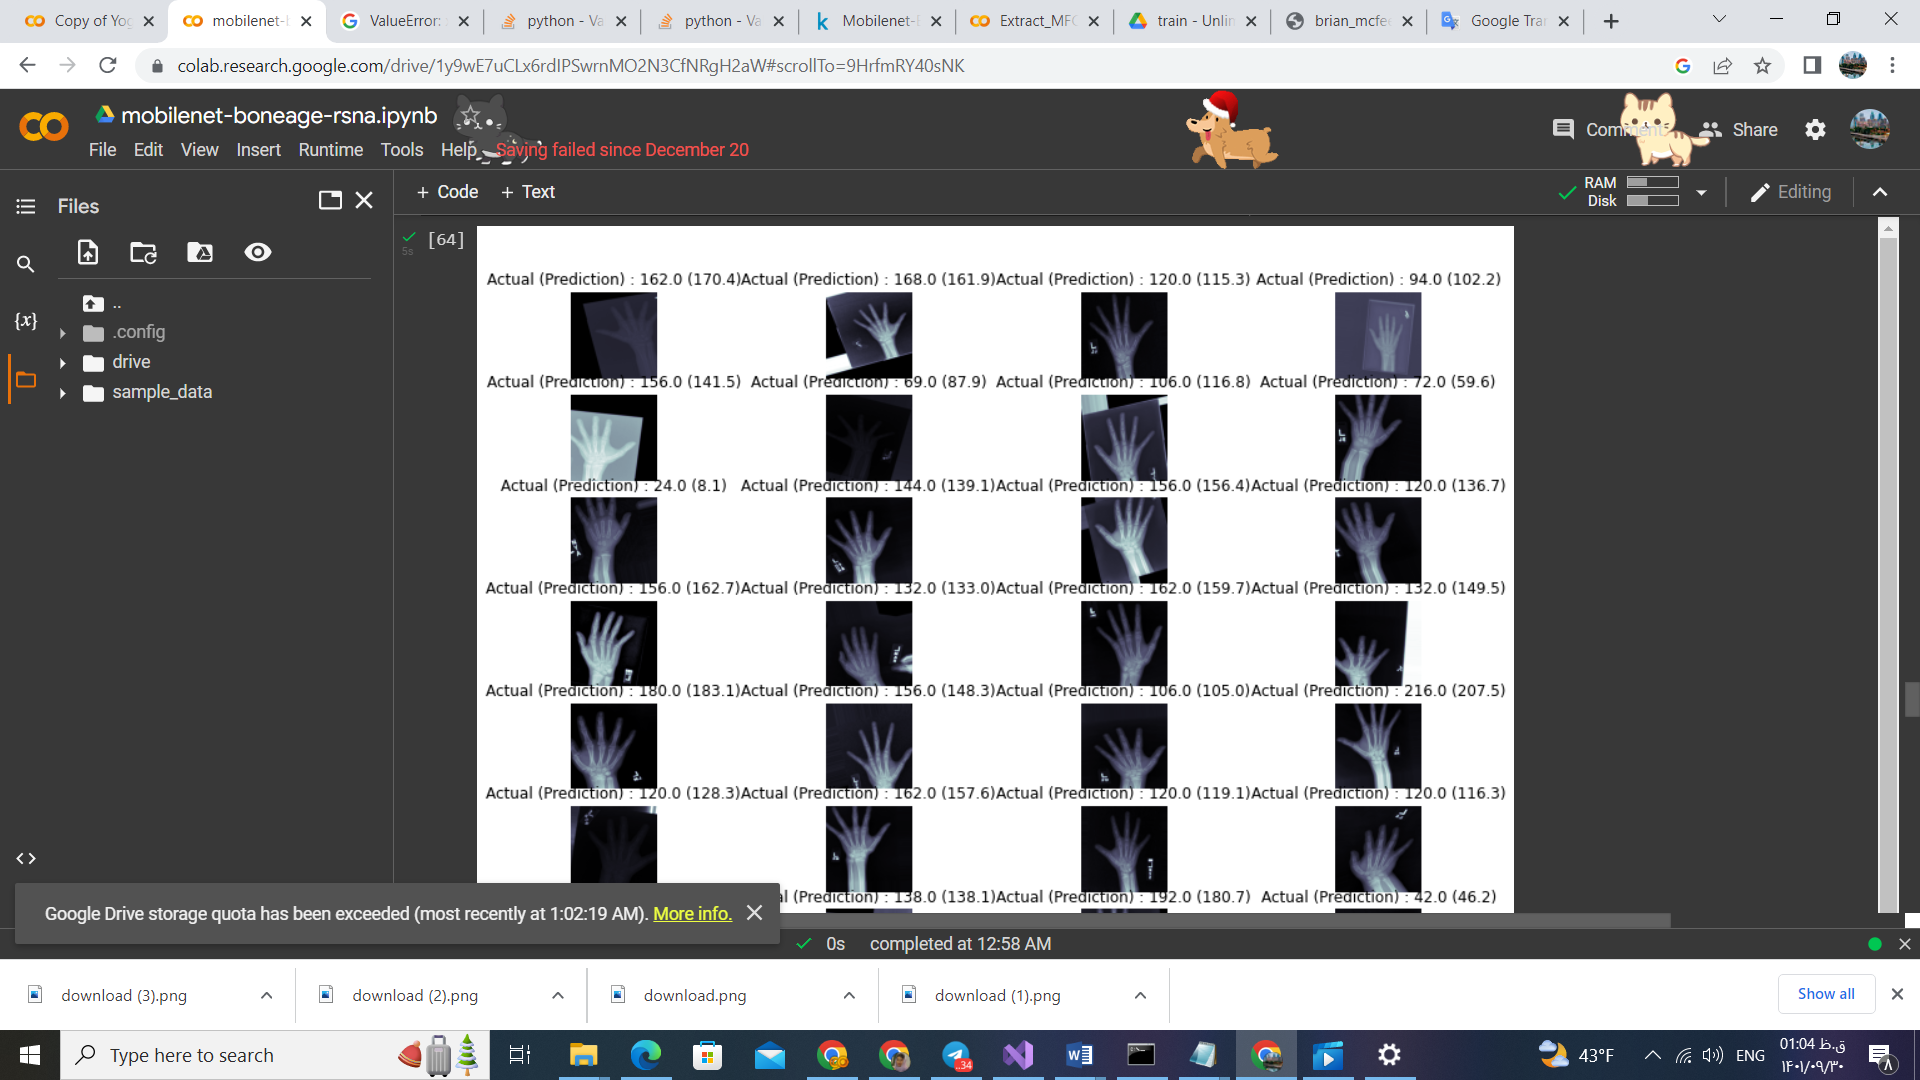 Copy of Yog
mobilenet-b
ValueError:
python - Va
python - Va
Mobilenet-
Extract_MFC
train - Unlin
brian_mcfee
Google Tran
colab.research.google.com/drive/1y9wE7uCLx6rdIPSwrnMO2N3CfNRgH2aW#scrollTo=9HrfmRY40sNK
mobilenet-boneage-rsna.ipynb
Comment
Share
File Edit View Insert Runtime Tools Help Saving failed since December 20
Files
+ Code + Text
RAM
Disk
Editing
[64]
5s
{x}
..
.config
drive
sample_data
Actual (Prediction) : 162.0 (170.4)Actual (Prediction) : 168.0 (161.9)Actual (Prediction) : 120.0 (115.3) Actual (Prediction) : 94.0 (102.2)
Actual (Prediction) : 156.0 (141.5) Actual (Prediction) : 69.0 (87.9) Actual (Prediction) : 106.0 (116.8) Actual (Prediction) : 72.0 (59.6)
Actual (Prediction) : 24.0 (8.1) Actual (Prediction) : 144.0 (139.1)Actual (Prediction) : 156.0 (156.4)Actual (Prediction) : 120.0 (136.7)
Actual (Prediction) : 156.0 (162.7)Actual (Prediction) : 132.0 (133.0)Actual (Prediction) : 162.0 (159.7)Actual (Prediction) : 132.0 (149.5)
Actual (Prediction) : 180.0 (183.1)Actual (Prediction) : 156.0 (148.3)Actual (Prediction) : 106.0 (105.0)Actual (Prediction) : 216.0 (207.5)
Actual (Prediction) : 120.0 (128.3)Actual (Prediction) : 162.0 (157.6)Actual (Prediction) : 120.0 (119.1)Actual (Prediction) : 120.0 (116.3)
l (Prediction) : 138.0 (138.1)Actual (Prediction) : 192.0 (180.7) Actual (Prediction) : 42.0 (46.2)
Google Drive storage quota has been exceeded (most recently at 1:02:19 AM). More info.
0s completed at 12:58 AM
download (3).png
download (2).png
download.png
download (1).png
Show all
Type here to search
..34
43°F
ENG
01:04 ق.ظ
۱۴۰۱/۰۹/۳۰
۸